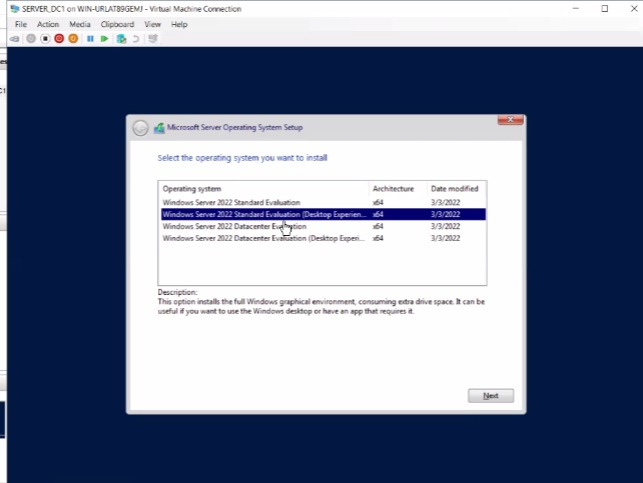 SERVER_DC1 on WIN-URLAT89GEMJ - Virtual Machine Connection
File Action Media Clipboard View Help
Microsoft Server Operating System Setup
Select the operating system you want to install
Operating system Architecture Date modified
Windows Server 2022 Standard Evaluation x64 3/3/2022
Windows Server 2022 Standard Evaluation (Desktop Experien... x64 3/3/2022
Windows Server 2022 Datacenter Evaluation x64 3/3/2022
Windows Server 2022 Datacenter Evaluation (Desktop Experi... x64 3/3/2022
Description:
This option installs the full Windows graphical environment, consuming extra drive space. It can be
useful if you want to use the Windows desktop or have an app that requires it.
Next